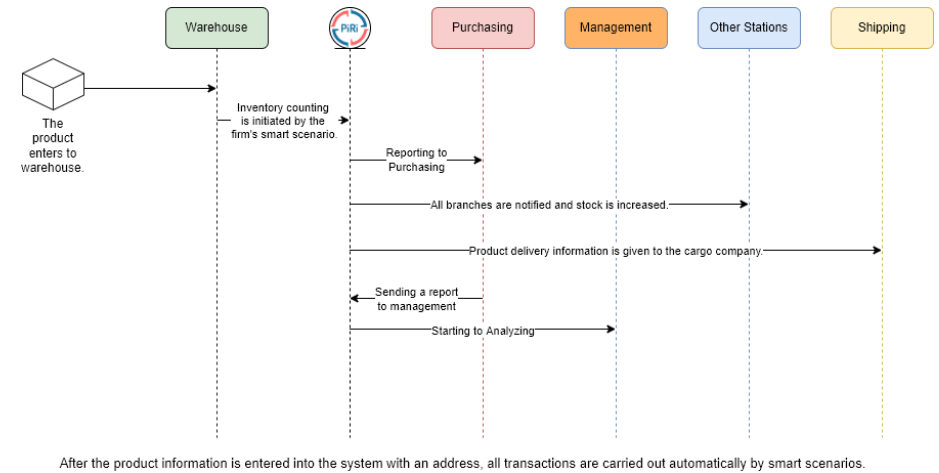 Warehouse
PiRi
Purchasing
Management
Other Stations
Shipping
The
product
enters to
warehouse.
Inventory counting
is initiated by the
firm's smart scenario.
Reporting to
Purchasing
All branches are notified and stock is increased.
Product delivery information is given to the cargo company.
Sending a report
to management
Starting to Analyzing
After the product information is entered into the system with an address, all transactions are carried out automatically by smart scenarios.